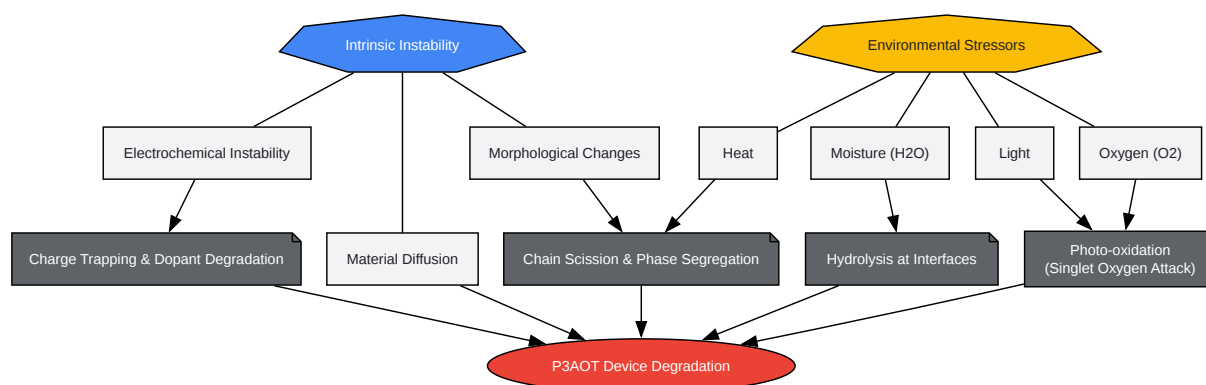 Intrinsic Instability
Environmental Stressors
Electrochemical Instability
Morphological Changes
Heat
Moisture (H2O)
Light
Oxygen (O2)
Charge Trapping & Dopant Degradation
Material Diffusion
Chain Scission & Phase Segregation
Hydrolysis at Interfaces
Photo-oxidation
(Singlet Oxygen Attack)
P3AOT Device Degradation